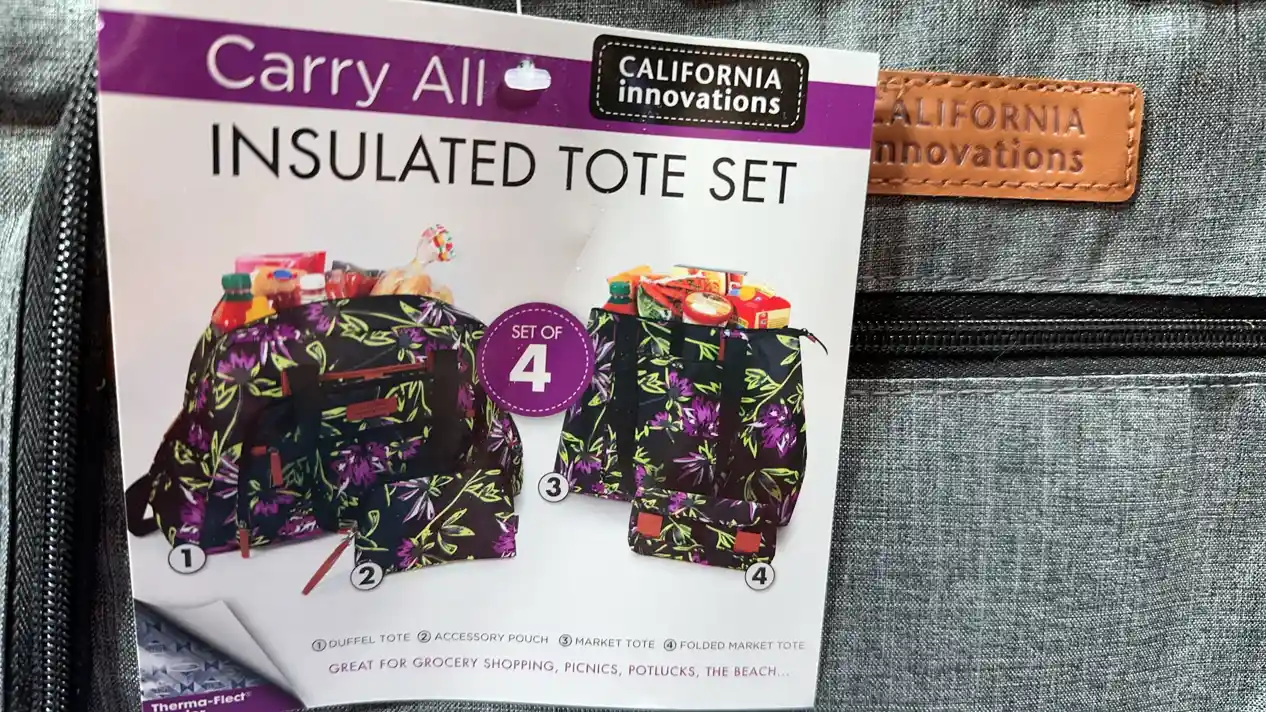 Carry All
CALIFORNIA
innovations
CALIFORNIA
innovations
INSULATED TOTE SET
SET OF
4
3
1
2
4
① DUFFEL TOTE ② ACCESSORY POUCH ③ MARKET TOTE ④ FOLDED MARKET TOTE
GREAT FOR GROCERY SHOPPING, PICNICS, POTLUCKS, THE BEACH...
Therma-Flect®